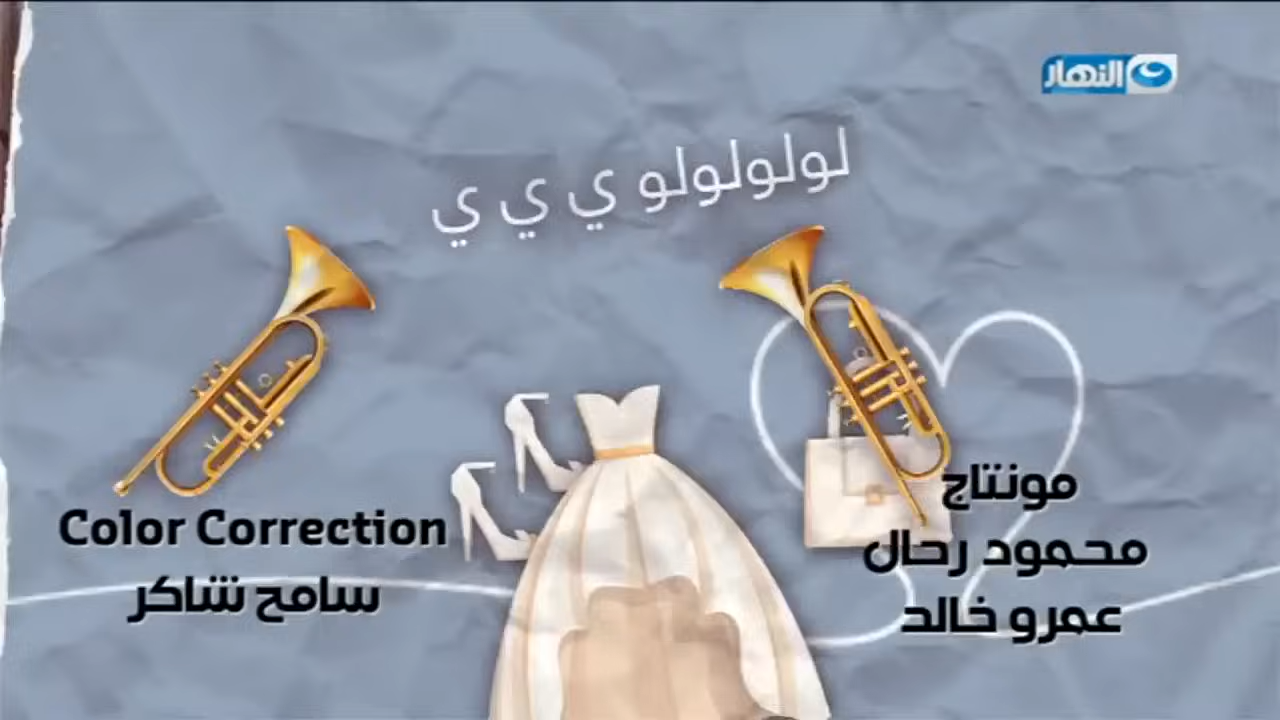 النهار
لولولولو ي ي ي
مونتاج
محمود رحال
عمرو خالد
Color Correction
سامح شاكر